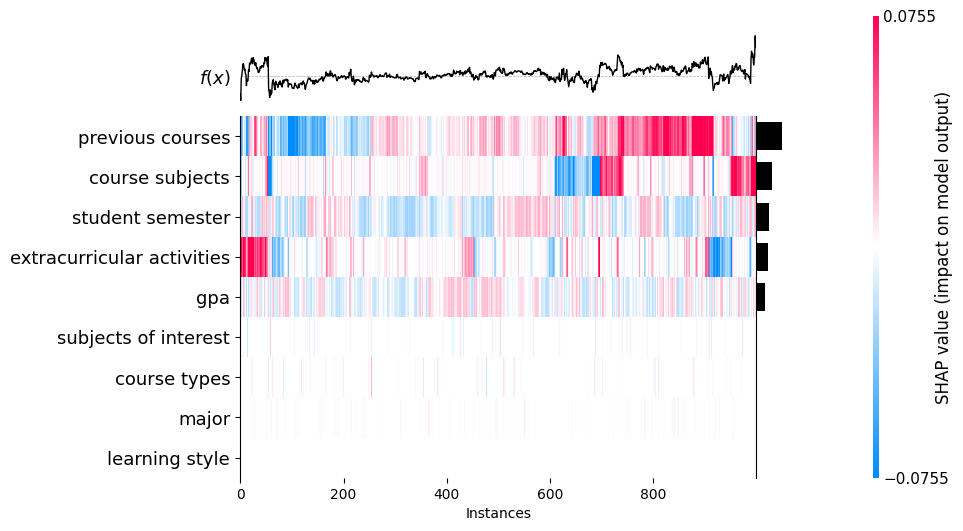 0.0755
f(x)
previous courses
course subjects
student semester
extracurricular activities
gpa
subjects of interest
course types
major
learning style
0 200 400 600 800
Instances
−0.0755
SHAP value (impact on model output)